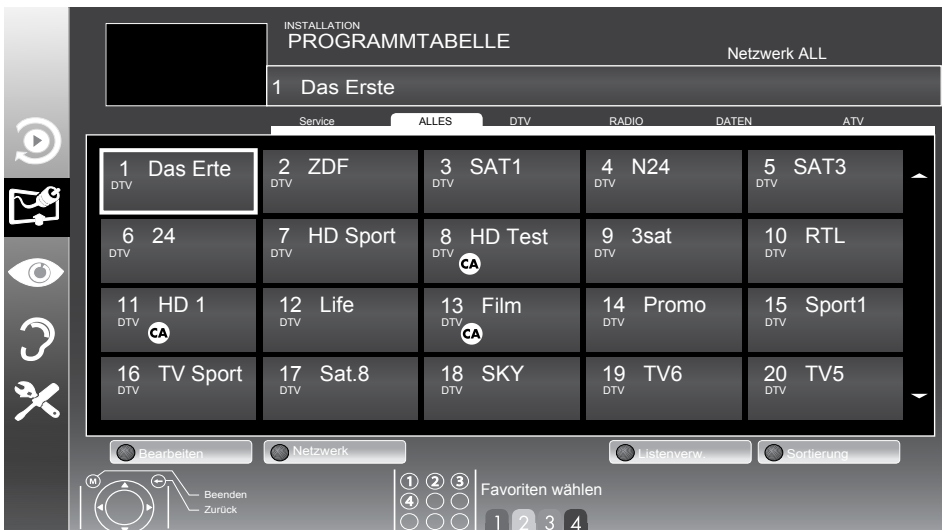 INSTALLATION
PROGRAMMTABELLE
Netzwerk ALL
1 Das Erste
Service ALLES DTV RADIO DATEN ATV
1 Das Erte
DTV
2 ZDF
DTV
3 SAT1
DTV
4 N24
DTV
5 SAT3
DTV
6 24
DTV
7 HD Sport
DTV
8 HD Test
DTV
CA
9 3sat
DTV
10 RTL
DTV
11 HD 1
DTV
CA
12 Life
DTV
13 Film
DTV
CA
14 Promo
DTV
15 Sport1
DTV
16 TV Sport
DTV
17 Sat.8
DTV
18 SKY
DTV
19 TV6
DTV
20 TV5
DTV
Bearbeiten Netzwerk Listenverw. Sortierung
M
Beenden
Zurück
1 2 3
4
Favoriten wählen
1 2 3 4